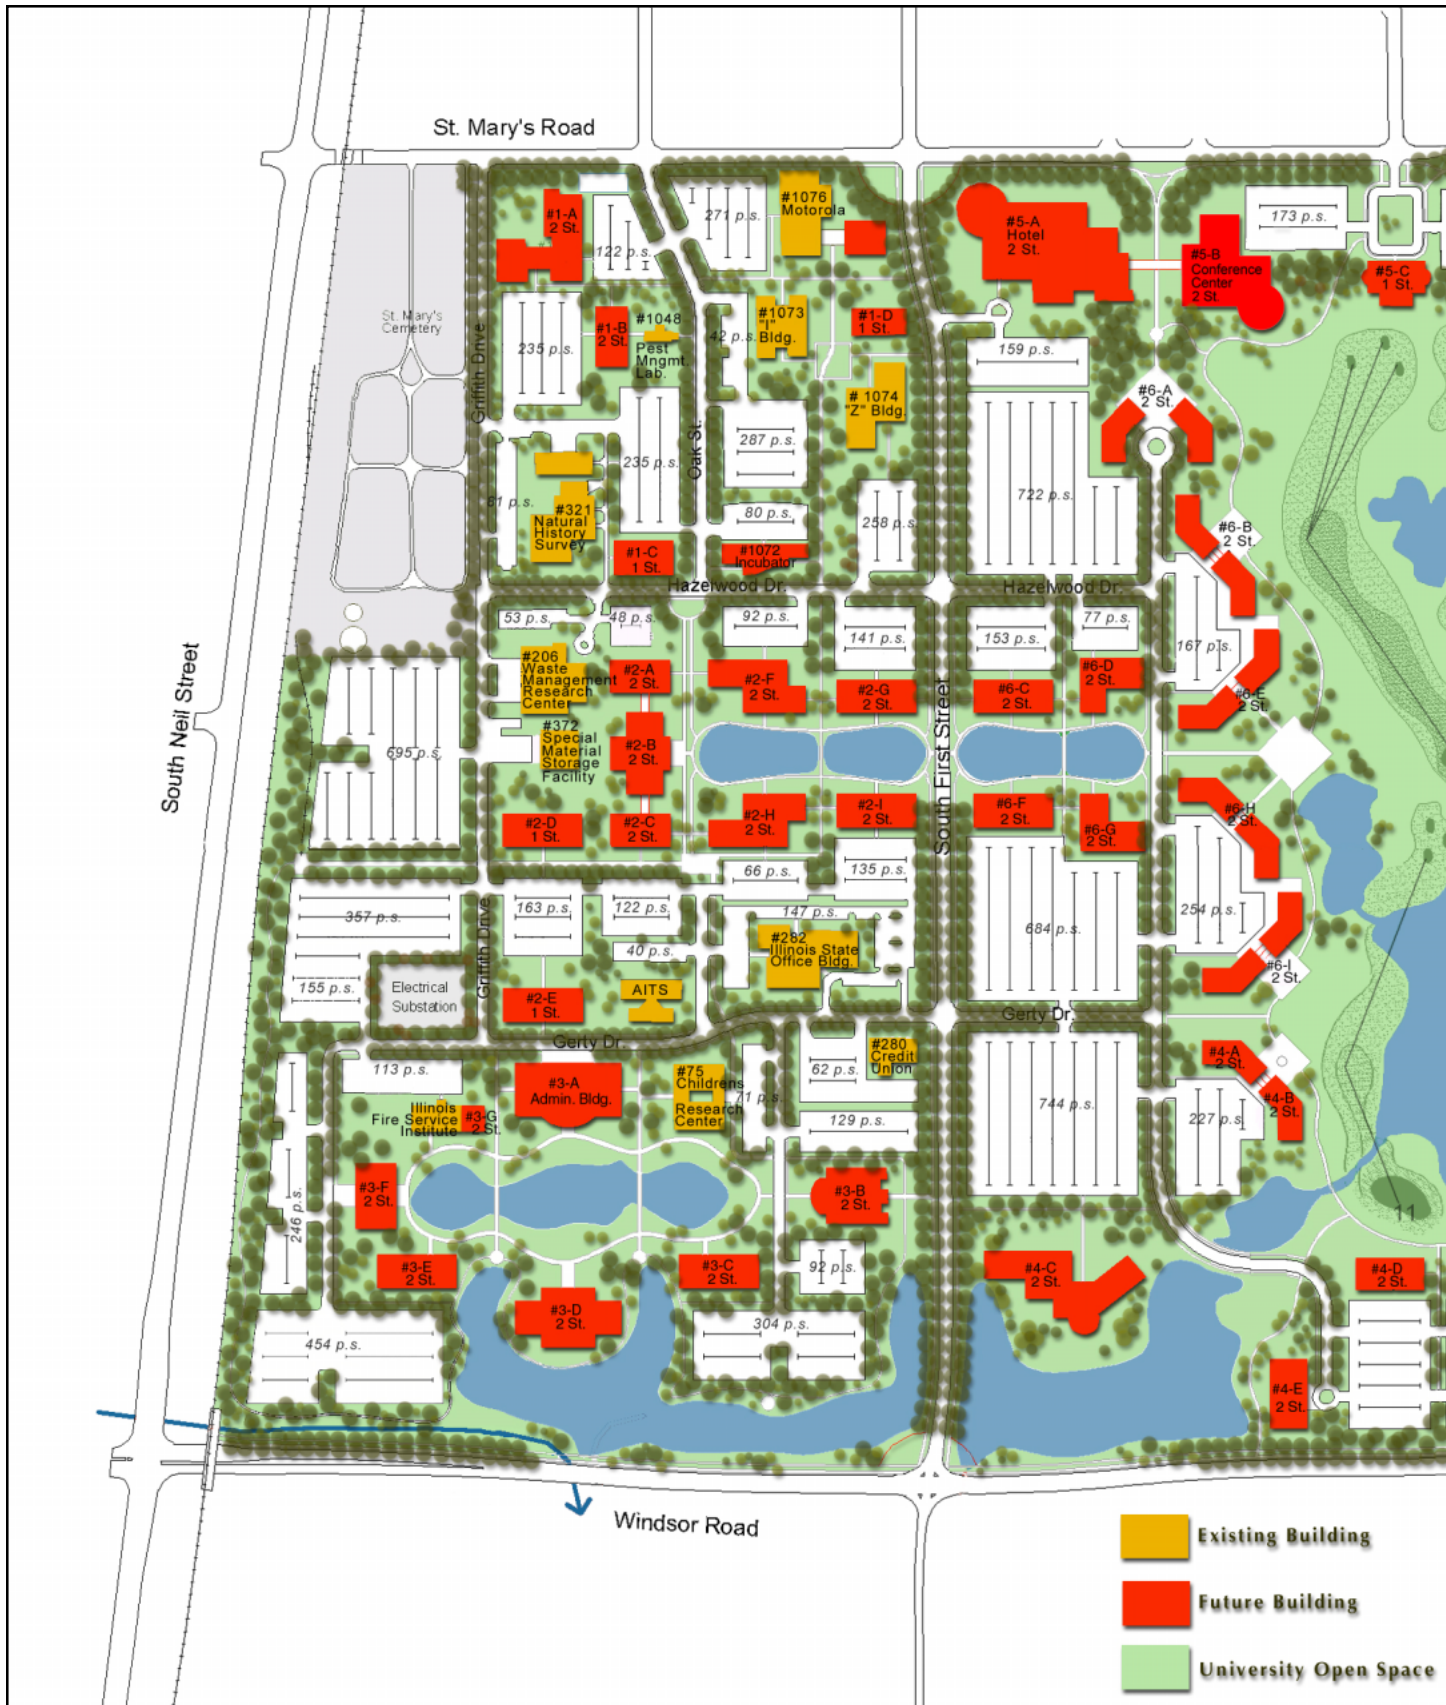 St. Mary's Road
#1-A
2 St.
122 p.s.
271 p.s.
#1076
Motorola
#5-A
Hotel
2 St.
#5-B
Conference
Center
2 St.
173 p.s.
#5-C
1 St.
St. Mary's
Cemetery
Griffith Drive
235 p.s.
#1-B
2 St.
#1048
Pest
Mngmt.
Lab.
42 p.s.
#1073
"I"
Bldg.
#1-D
1 St.
159 p.s.
# 1074
"Z" Bldg.
#6-A
2 St.
81 p.s.
#321
Natural
History
Survey
235 p.s.
Oak St.
287 p.s.
80 p.s.
258 p.s.
722 p.s.
#6-B
2 St.
#1-C
1 St.
#1072
Incubator
Hazelwood Dr.
Hazelwood Dr.
53 p.s.
48 p.s.
92 p.s.
141 p.s.
153 p.s.
77 p.s.
167 p.s.
#206
Waste
Management
Research
Center
#2-A
2 St.
#2-F
2 St.
#2-G
2 St.
#6-C
2 St.
#6-D
2 St.
#6-E
2 St.
South Neil Street
695 p.s.
#372
Special
Material
Storage
Facility
#2-B
2 St.
South First Street
#2-D
1 St.
#2-C
2 St.
#2-H
2 St.
#2-I
2 St.
#6-F
2 St.
#6-G
2 St.
#6-H
2 St.
66 p.s.
135 p.s.
357 p.s.
Griffith Drive
163 p.s.
122 p.s.
147 p.s.
684 p.s.
254 p.s.
40 p.s.
#282
Illinois State
Office Bldg.
#6-I
2 St.
155 p.s.
Electrical
Substation
#2-E
1 St.
AITS
Gerty Dr.
Gerty Dr.
113 p.s.
#3-A
Admin. Bldg.
#75
Childrens
Research
Center
71 p.s.
62 p.s.
#280
Credit
Union
744 p.s.
#4-A
2 St.
#4-B
2 St.
227 p.s.
Illinois
Fire Service
Institute
#3-G
2 St.
129 p.s.
#3-F
2 St.
#3-B
2 St.
11
246 p.s.
#3-E
2 St.
#3-C
2 St.
92 p.s.
#4-C
2 St.
#4-D
2 St.
#3-D
2 St.
304 p.s.
454 p.s.
#4-E
2 St.
Windsor Road
Existing Building
Future Building
University Open Space